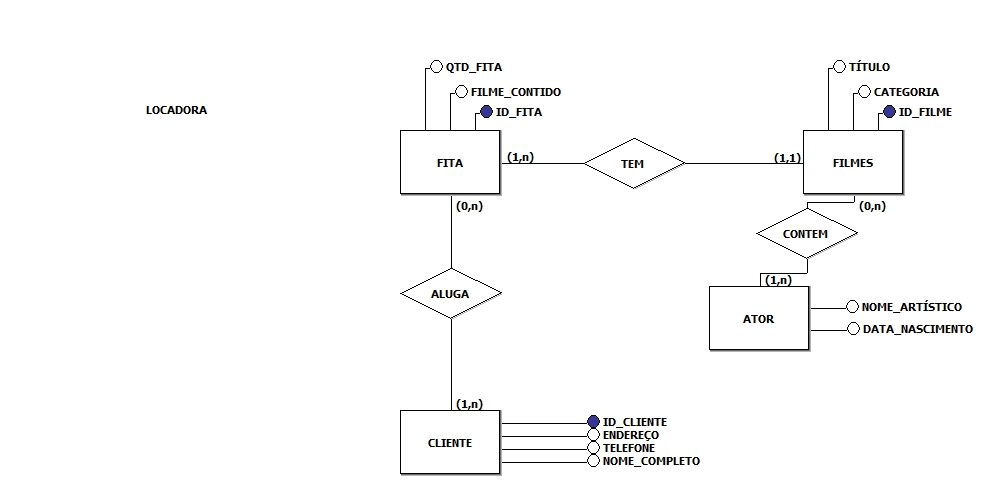 QTD_FITA
TÍTULO
FILME_CONTIDO
CATEGORIA
LOCADORA
ID_FITA
ID_FILME
FITA
(1,n)
TEM
(1,1)
FILMES
(0,n)
(0,n)
CONTEM
(1,n)
ALUGA
NOME_ARTÍSTICO
ATOR
DATA_NASCIMENTO
(1,n)
ID_CLIENTE
ENDEREÇO
CLIENTE
TELEFONE
NOME_COMPLETO